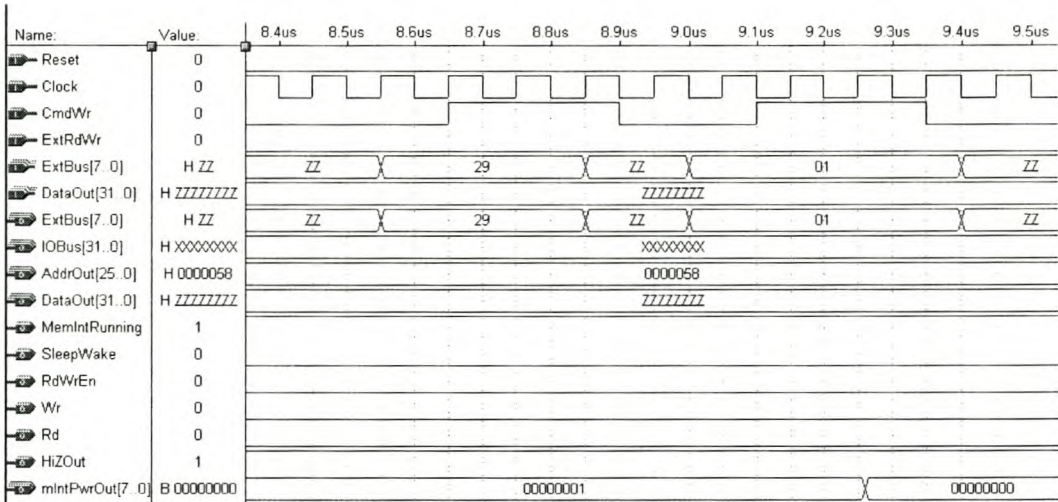 Name: Value: 8.4us 8.5us 8.6us 8.7us 8.8us 8.9us 9.0us 9.1us 9.2us 9.3us 9.4us 9.5us
Reset 0
Clock 0
CmdWr 0
ExtRdWr 0
ExtBus[7..0] H ZZ ZZ 29 ZZ 01 ZZ
DataOut[31..0] H ZZZZZZZZ ZZZZZZZZ
ExtBus[7..0] H ZZ ZZ 29 ZZ 01 ZZ
IOBus[31..0] H XXXXXXXX XXXXXXXX
AddrOut[25..0] H 0000058 0000058
DataOut[31..0] H ZZZZZZZZ ZZZZZZZZ
MemIntRunning 1
SleepWake 0
RdWrEn 0
Wr 0
Rd 0
HiZOut 1
mIntPwrOut[7..0] B 00000000 00000001 00000000